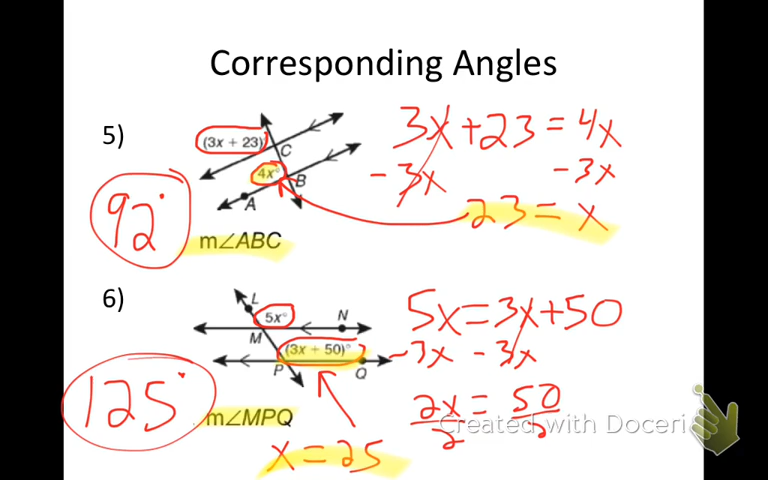 Corresponding Angles
5)
(3x + 23)
C
4x°
B
A
3x + 23 = 4x
- 3x - 3x
23 = x
92°
m∠ABC
6)
L
5x°
N
M
(3x + 50)°
P
Q
5x = 3x + 50
- 3x - 3x
2x = 50
2 2
125°
m∠MPQ
x = 25
Created with Doceri